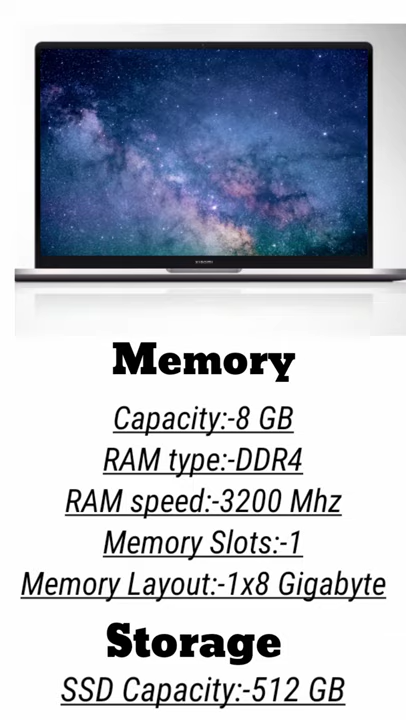 XIAOMI
Memory
Capacity:-8 GB
RAM type:-DDR4
RAM speed:-3200 Mhz
Memory Slots:-1
Memory Layout:-1x8 Gigabyte
Storage
SSD Capacity:-512 GB